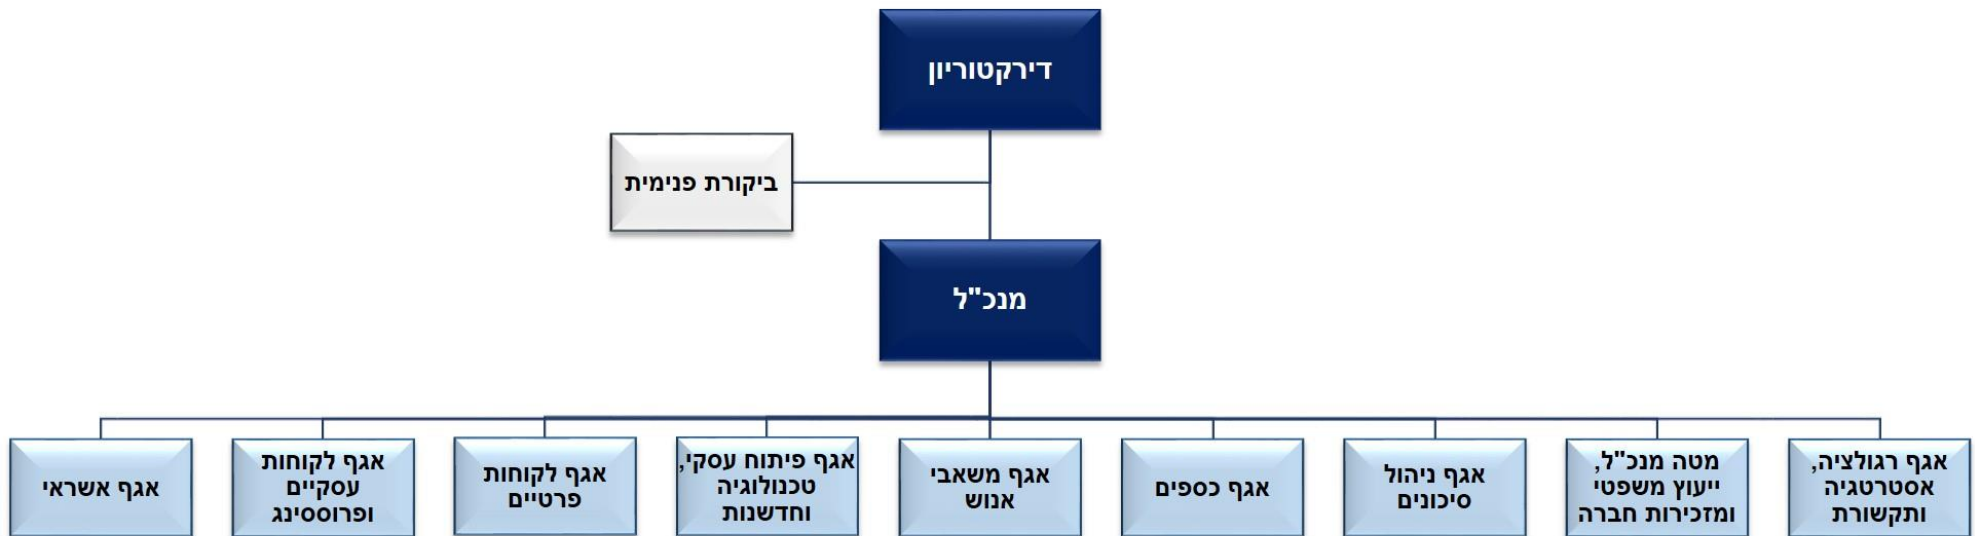 דירקטוריון
ביקורת פנימית
מנכ"ל
אגף רגולציה,
אסטרטגיה
ותקשורת
מטה מנכ"ל,
ייעוץ משפטי
ומזכירות חברה
אגף ניהול
סיכונים
אגף כספים
אגף משאבי
אנוש
אגף פיתוח עסקי,
טכנולוגיה
וחדשנות
אגף לקוחות
פרטיים
אגף לקוחות
עסקיים
ופרוססינג
אגף אשראי